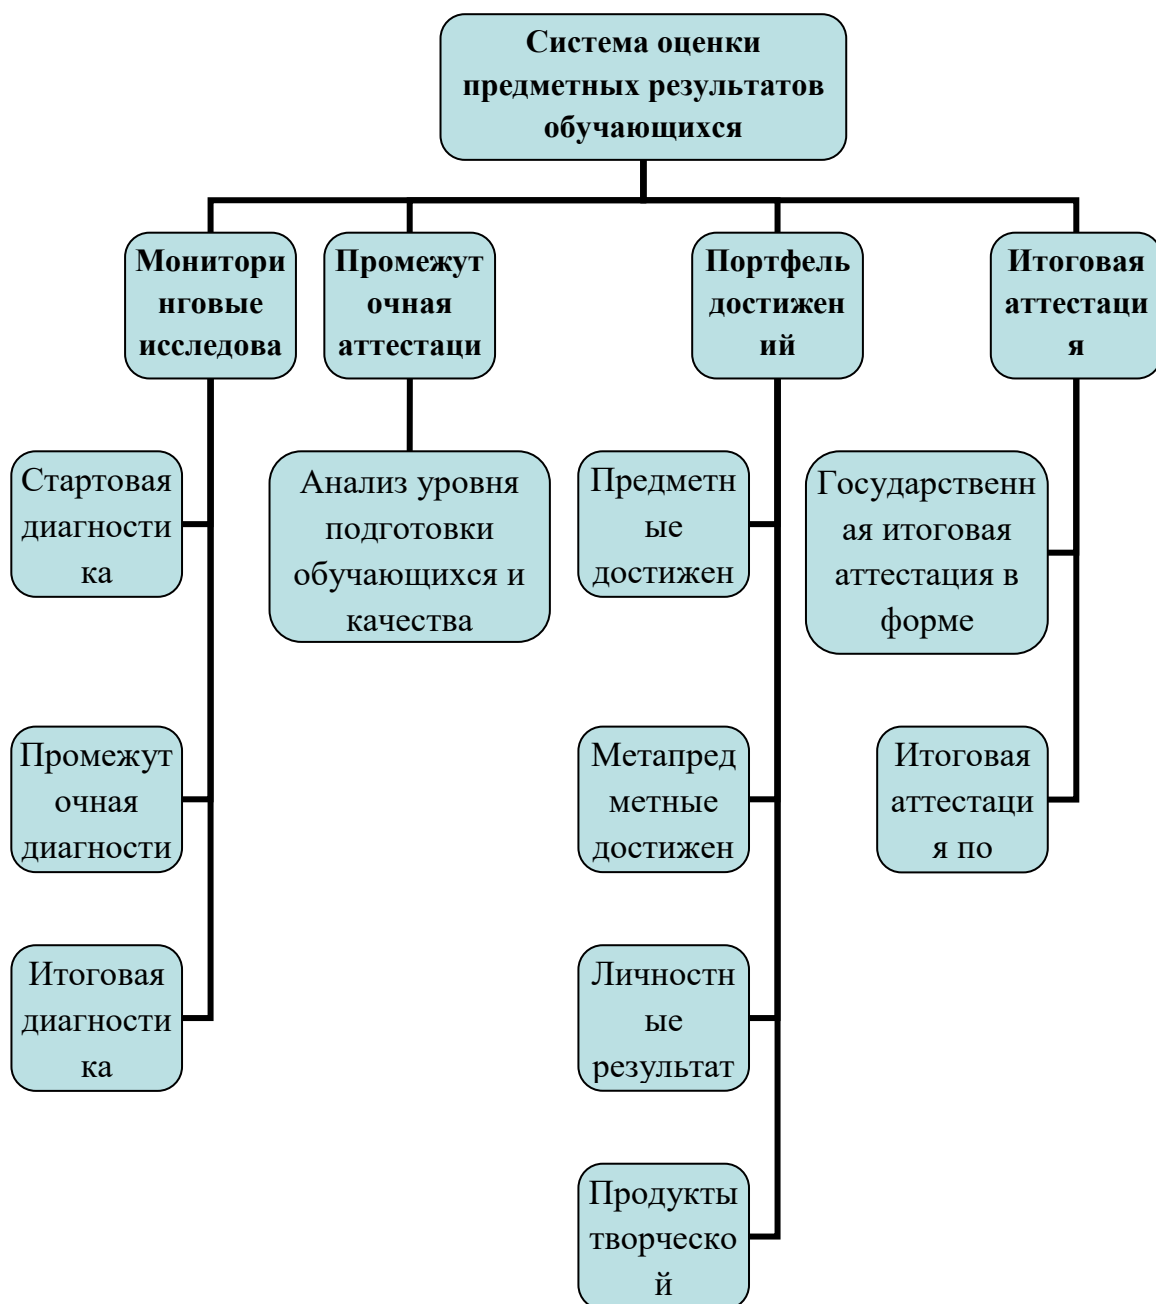 Система оценки
предметных результатов
обучающихся
Монитори
нговые
исследова
Промежут
очная
аттестаци
Портфель
достижен
ий
Итоговая
аттестаци
я
Стартовая
диагности
ка
Анализ уровня
подготовки
обучающихся и
качества
Предметн
ые
достижен
Государственн
ая итоговая
аттестация в
форме
Промежут
очная
диагности
Метапред
метные
достижен
Итоговая
аттестаци
я по
Итоговая
диагности
ка
Личностн
ые
результат
Продукты
творческо
й